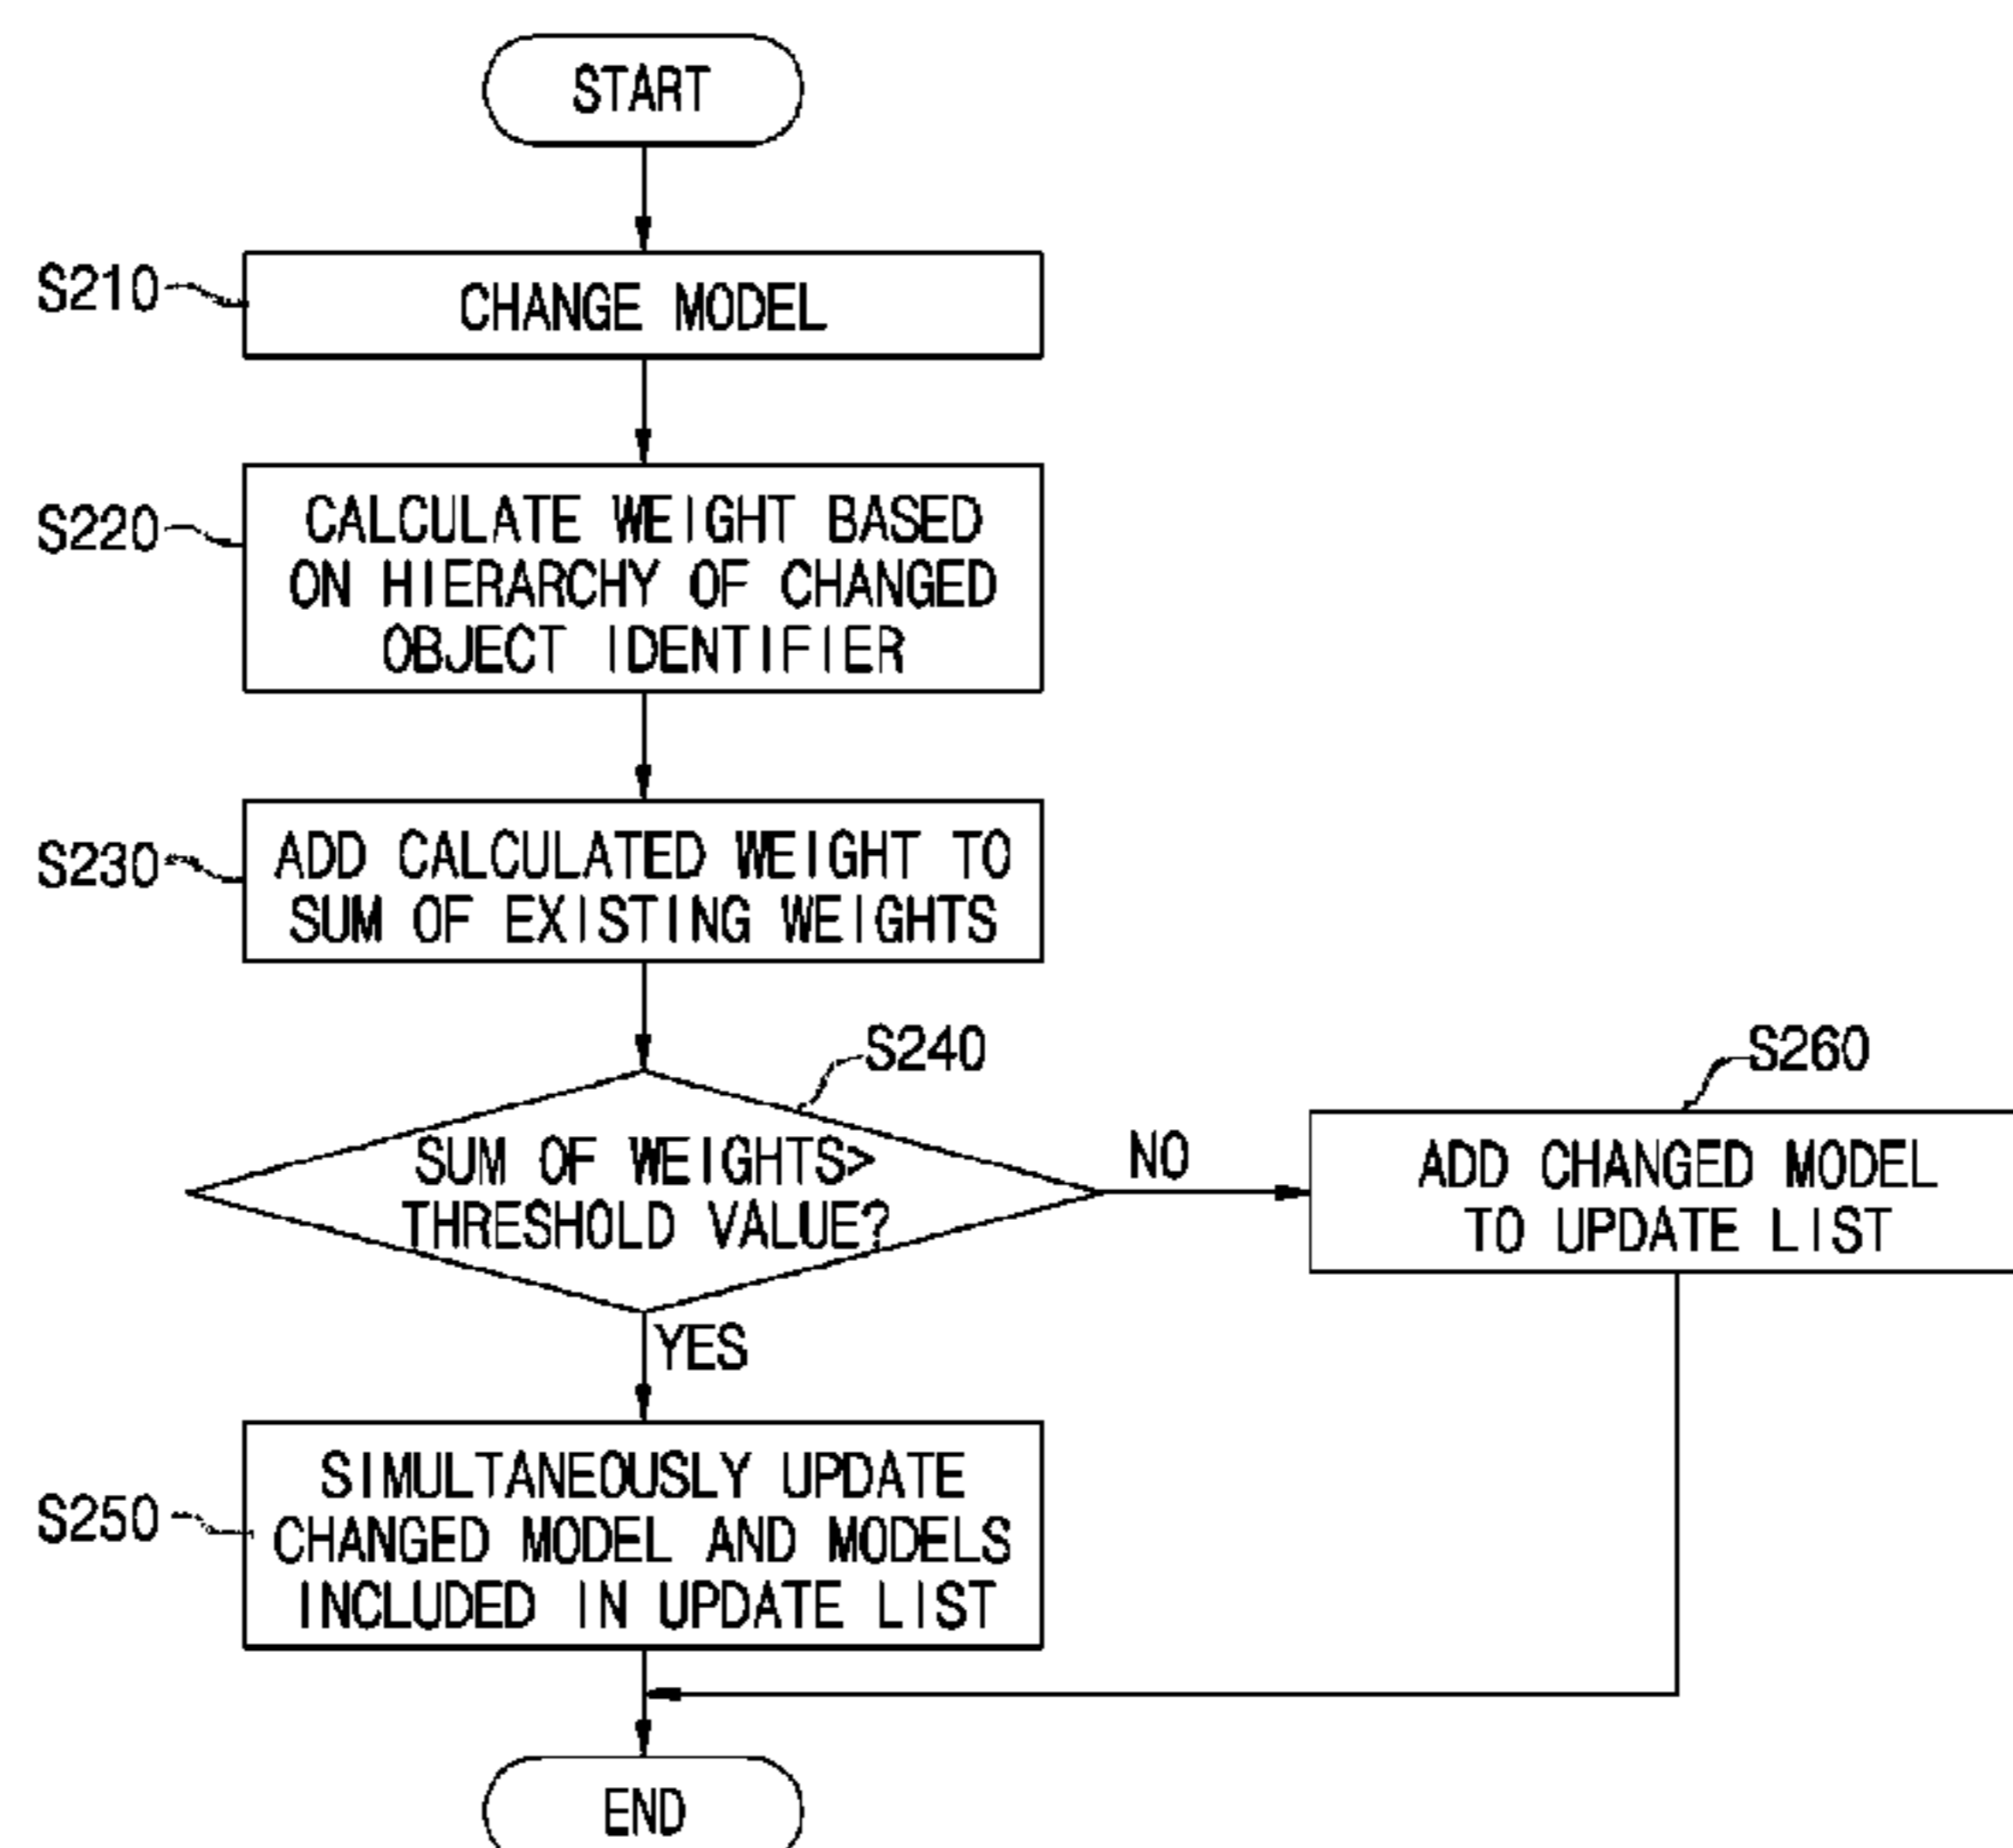 START
S210
CHANGE MODEL
S220
CALCULATE WEIGHT BASED
ON HIERARCHY OF CHANGED
OBJECT IDENTIFIER
S230
ADD CALCULATED WEIGHT TO
SUM OF EXISTING WEIGHTS
S240
SUM OF WEIGHTS>
THRESHOLD VALUE?
NO
S260
ADD CHANGED MODEL
TO UPDATE LIST
YES
S250
SIMULTANEOUSLY UPDATE
CHANGED MODEL AND MODELS
INCLUDED IN UPDATE LIST
END